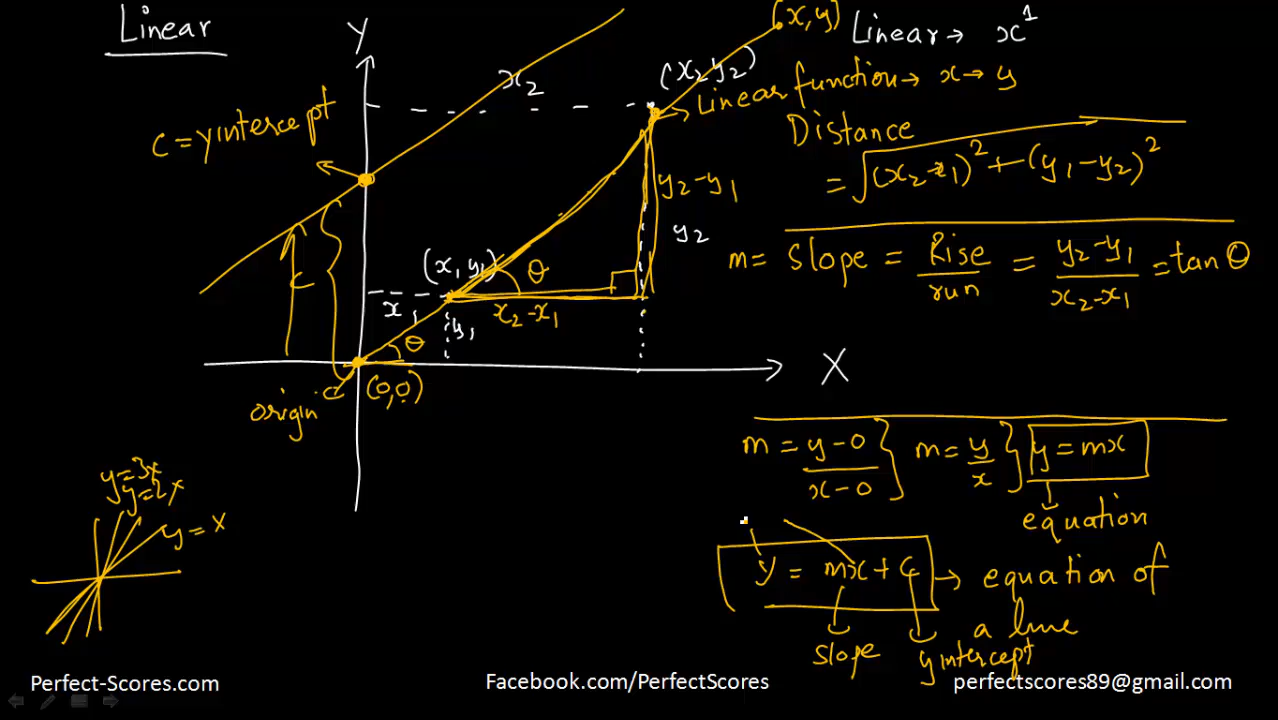 Linear
Y
(x,y)
Linear → x¹
x₂
(x₂ y₂)
Linear function → x → y
c = y intercept
Distance
= √(x₂-x₁)² + (y₁-y₂)²
y₂-y₁
y₂
m = Slope = Rise/run = y₂-y₁/x₂-x₁ = tan θ
(x, y₁)
θ
c
x₁
y₁
x₂-x₁
θ
X
origin
(0,0)
m = y-0/x-0 } m = y/x } y = mx
equation
y = 3x
y = 2x
y = x
y = mx + c → equation of
a line
slope
y intercept
Perfect-Scores.com
Facebook.com/PerfectScores
perfectscores89@gmail.com